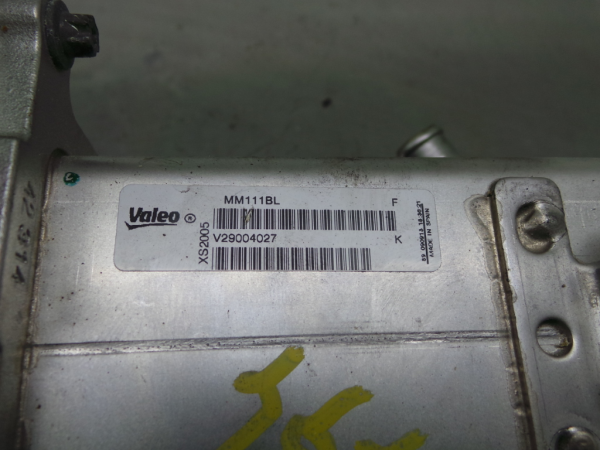 MM111BL F
Valeo ®
XS2005
V29004027 K
MADE IN SPAIN